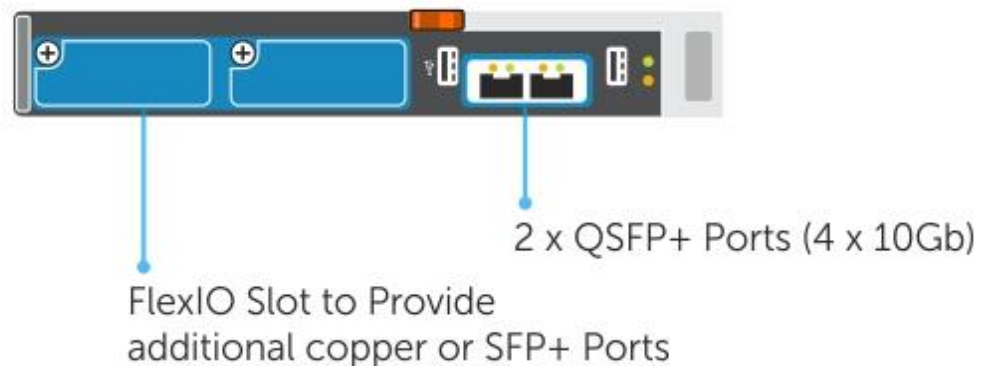 2 x QSFP+ Ports (4 x 10Gb)
FlexIO Slot to Provide
additional copper or SFP+ Ports